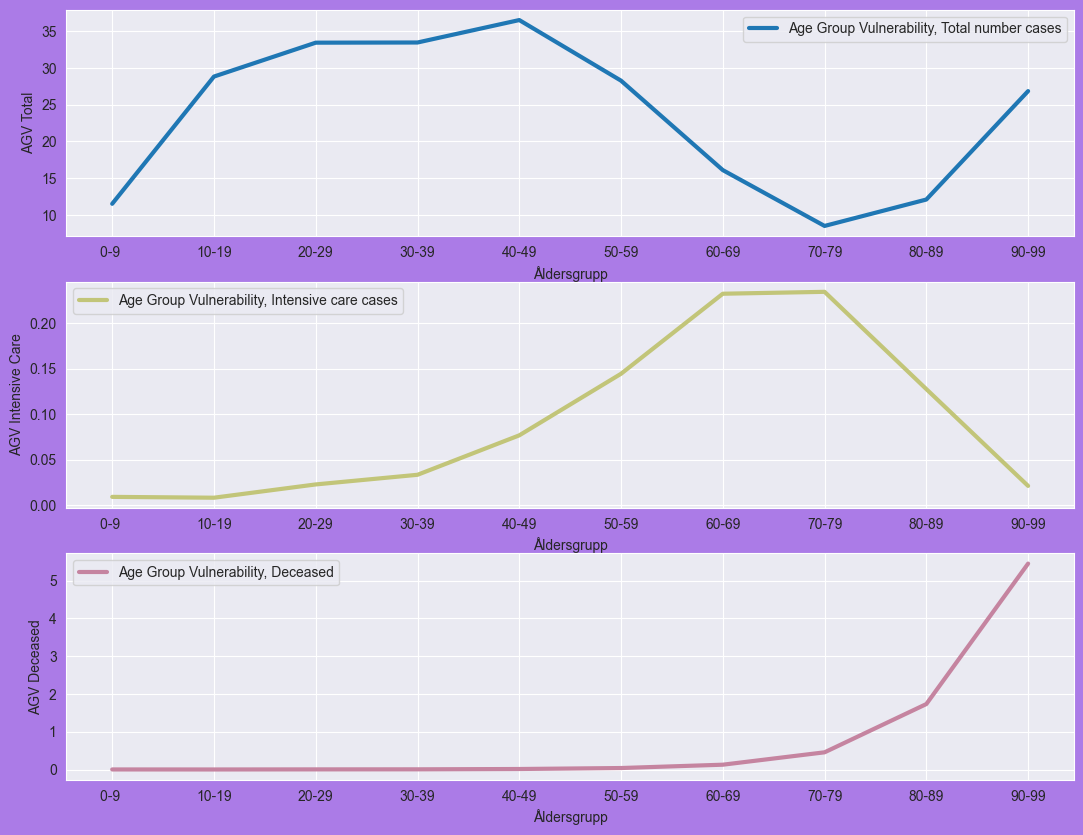 Age Group Vulnerability, Total number cases
AGV Total
35
30
25
20
15
10
0-9 10-19 20-29 30-39 40-49 50-59 60-69 70-79 80-89 90-99
Åldersgrupp
Age Group Vulnerability, Intensive care cases
AGV Intensive Care
0.20
0.15
0.10
0.05
0.00
0-9 10-19 20-29 30-39 40-49 50-59 60-69 70-79 80-89 90-99
Åldersgrupp
Age Group Vulnerability, Deceased
AGV Deceased
5
4
3
2
1
0
0-9 10-19 20-29 30-39 40-49 50-59 60-69 70-79 80-89 90-99
Åldersgrupp